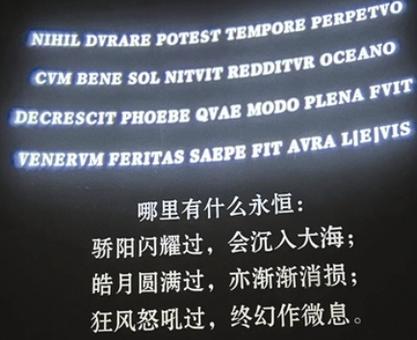 NIHIL DVRARE POTEST TEMPORE PERPETVO
CVM BENE SOL NITVIT REDDITVR OCEANO
DECRESCIT PHOEBE QVAE MODO PLENA FVIT
VENERVM FERITAS SAEPE FIT AVRA L|E|VIS
哪里有什么永恒：
骄阳闪耀过，会沉入大海；
皓月圆满过，亦渐渐消损；
狂风怒吼过，终幻作微息。